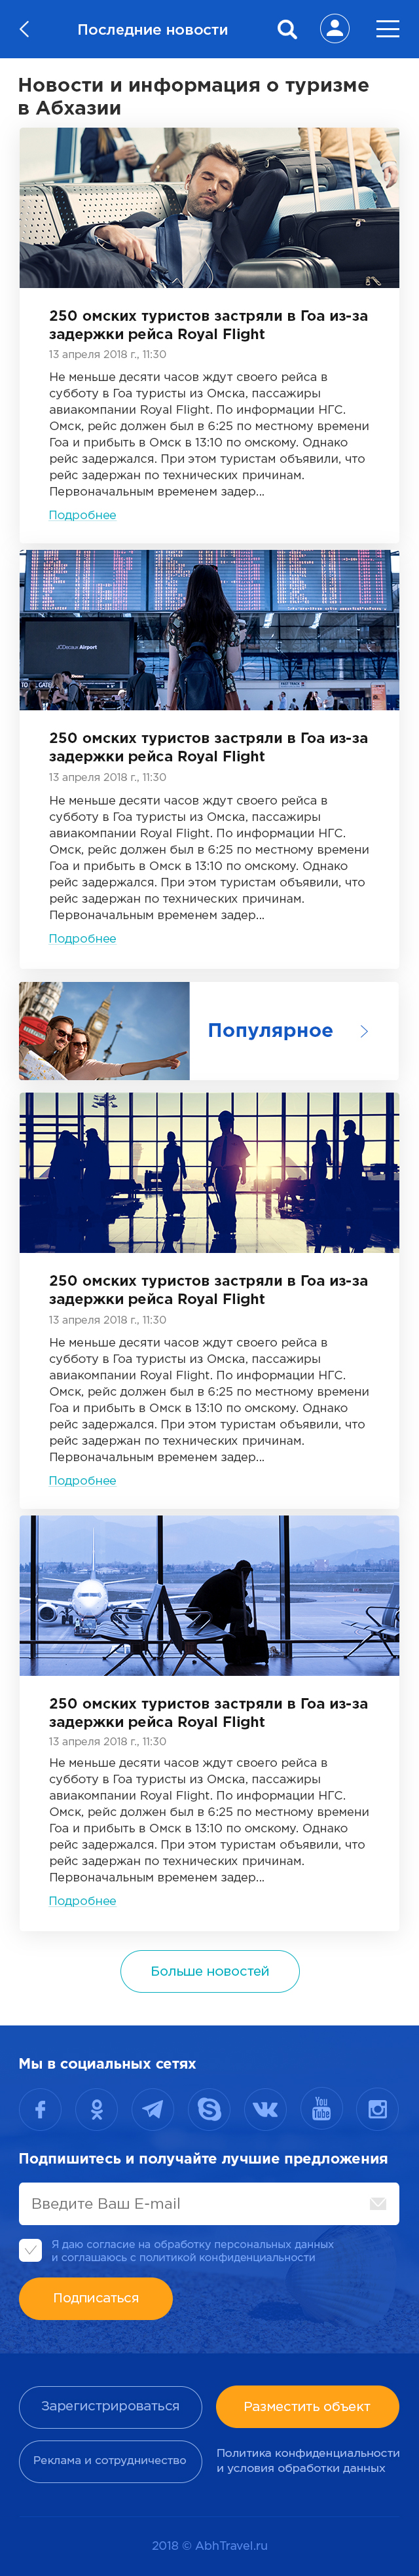 Последние новости
Новости и информация о туризме
в Абхазии
250 омских туристов застряли в Гоа из-за
задержки рейса Royal Flight
13 апреля 2018 г., 11:30
Не меньше десяти часов ждут своего рейса в
субботу в Гоа туристы из Омска, пассажиры
авиакомпании Royal Flight. По информации НГС.
Омск, рейс должен был в 6:25 по местному времени
Гоа и прибыть в Омск в 13:10 по омскому. Однако
рейс задержался. При этом туристам объявили, что
рейс задержан по технических причинам.
Первоначальным временем задер...
Подробнее
JCDecaux Airport
250 омских туристов застряли в Гоа из-за
задержки рейса Royal Flight
13 апреля 2018 г., 11:30
Не меньше десяти часов ждут своего рейса в
субботу в Гоа туристы из Омска, пассажиры
авиакомпании Royal Flight. По информации НГС.
Омск, рейс должен был в 6:25 по местному времени
Гоа и прибыть в Омск в 13:10 по омскому. Однако
рейс задержался. При этом туристам объявили, что
рейс задержан по техническим причинам.
Первоначальным временем задер...
Подробнее
Популярное
250 омских туристов застряли в Гоа из-за
задержки рейса Royal Flight
13 апреля 2018 г., 11:30
Не меньше десяти часов ждут своего рейса в
субботу в Гоа туристы из Омска, пассажиры
авиакомпании Royal Flight. По информации НГС.
Омск, рейс должен был в 6:25 по местному времени
Гоа и прибыть в Омск в 13:10 по омскому. Однако
рейс задержался. При этом туристам объявили, что
рейс задержан по техническим причинам.
Первоначальным временем задер...
Подробнее
250 омских туристов застряли в Гоа из-за
задержки рейса Royal Flight
13 апреля 2018 г., 11:30
Не меньше десяти часов ждут своего рейса в
субботу в Гоа туристы из Омска, пассажиры
авиакомпании Royal Flight. По информации НГС.
Омск, рейс должен был в 6:25 по местному времени
Гоа и прибыть в Омск в 13:10 по омскому. Однако
рейс задержался. При этом туристам объявили, что
рейс задержан по техническим причинам.
Первоначальным временем задер...
Подробнее
Больше новостей
Мы в социальных сетях
You
Tube
Подпишитесь и получайте лучшие предложения
Введите Ваш E-mail
Я даю согласие на обработку персональных данных
и соглашаюсь с политикой конфиденциальности
Подписаться
Зарегистрироваться
Разместить объект
Реклама и сотрудничество
Политика конфиденциальности
и условия обработки данных
2018 © AbhTravel.ru